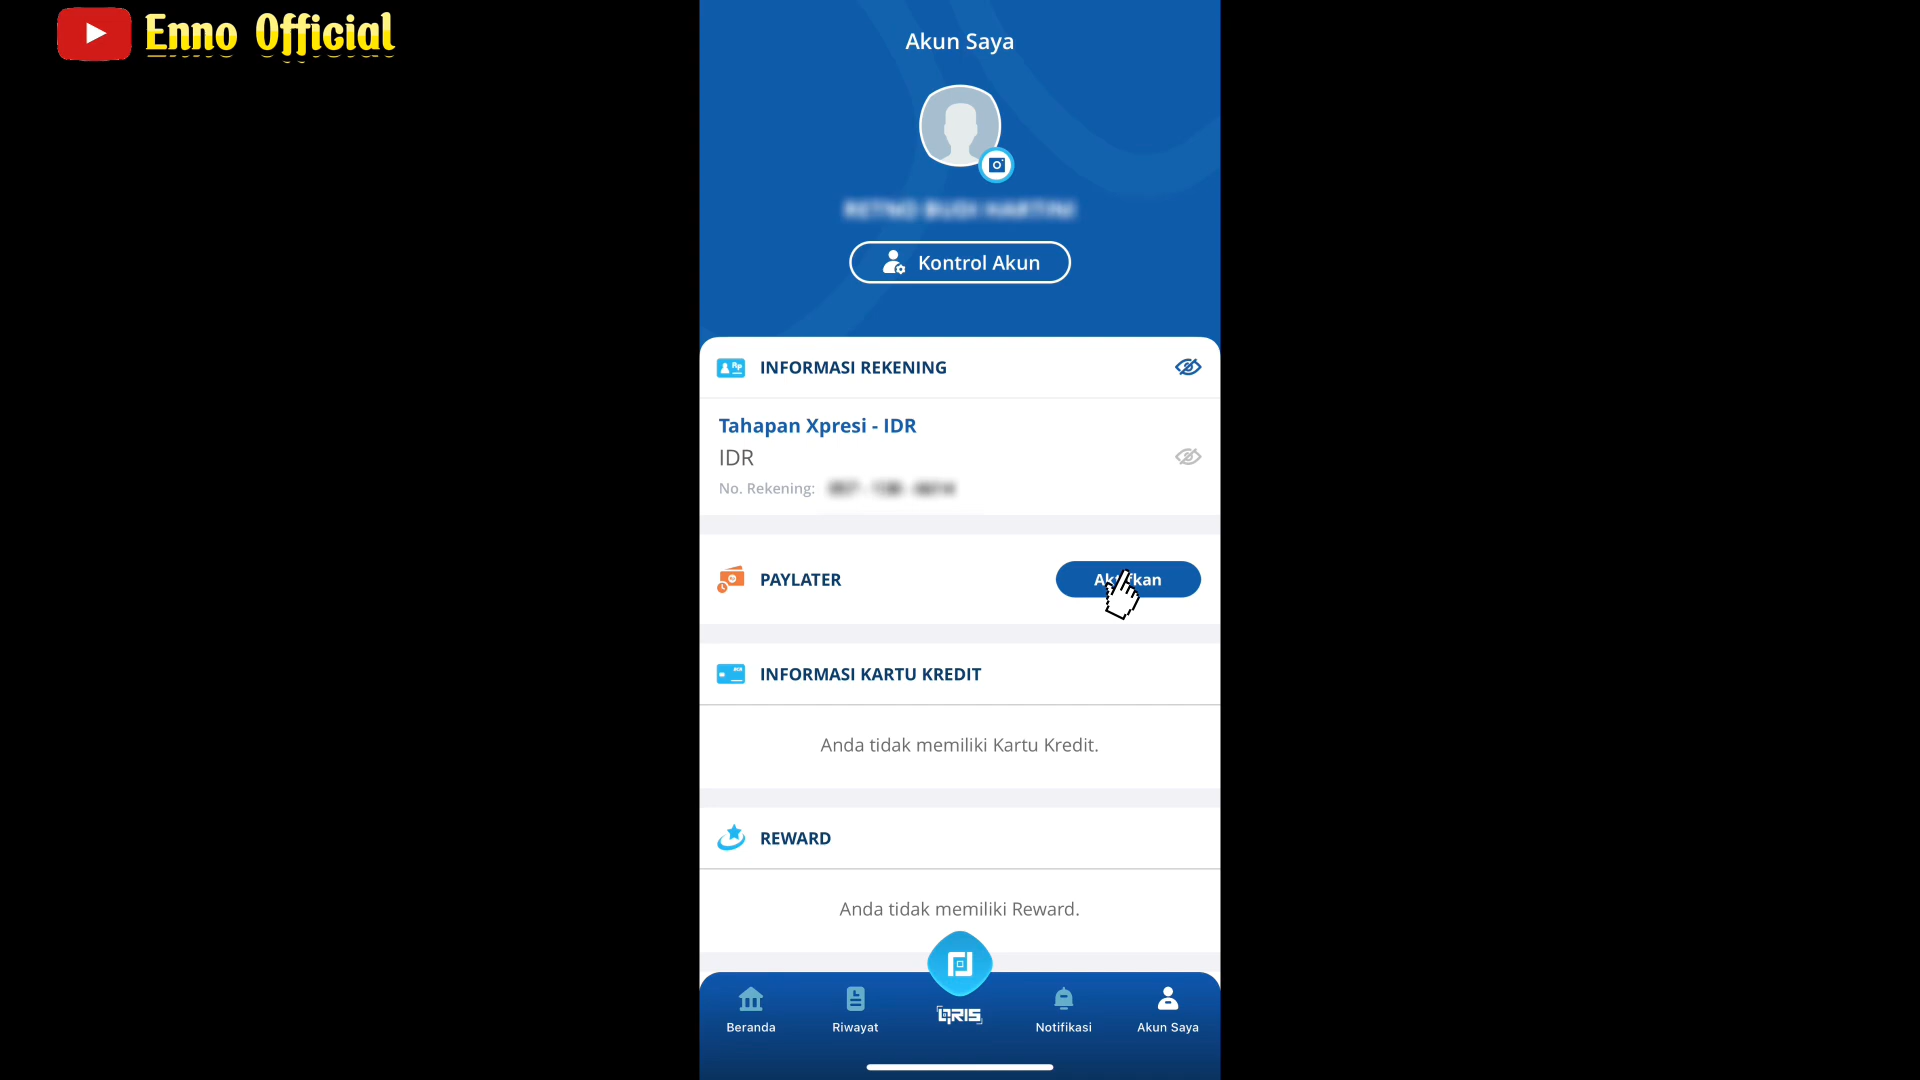 Enno Official
Akun Saya
Kontrol Akun
INFORMASI REKENING
Tahapan Xpresi - IDR
IDR
No. Rekening:
PAYLATER
INFORMASI KARTU KREDIT
Anda tidak memiliki Kartu Kredit.
REWARD
Anda tidak memiliki Reward.
QRIS
Beranda
Riwayat
Notifikasi
Akun Saya